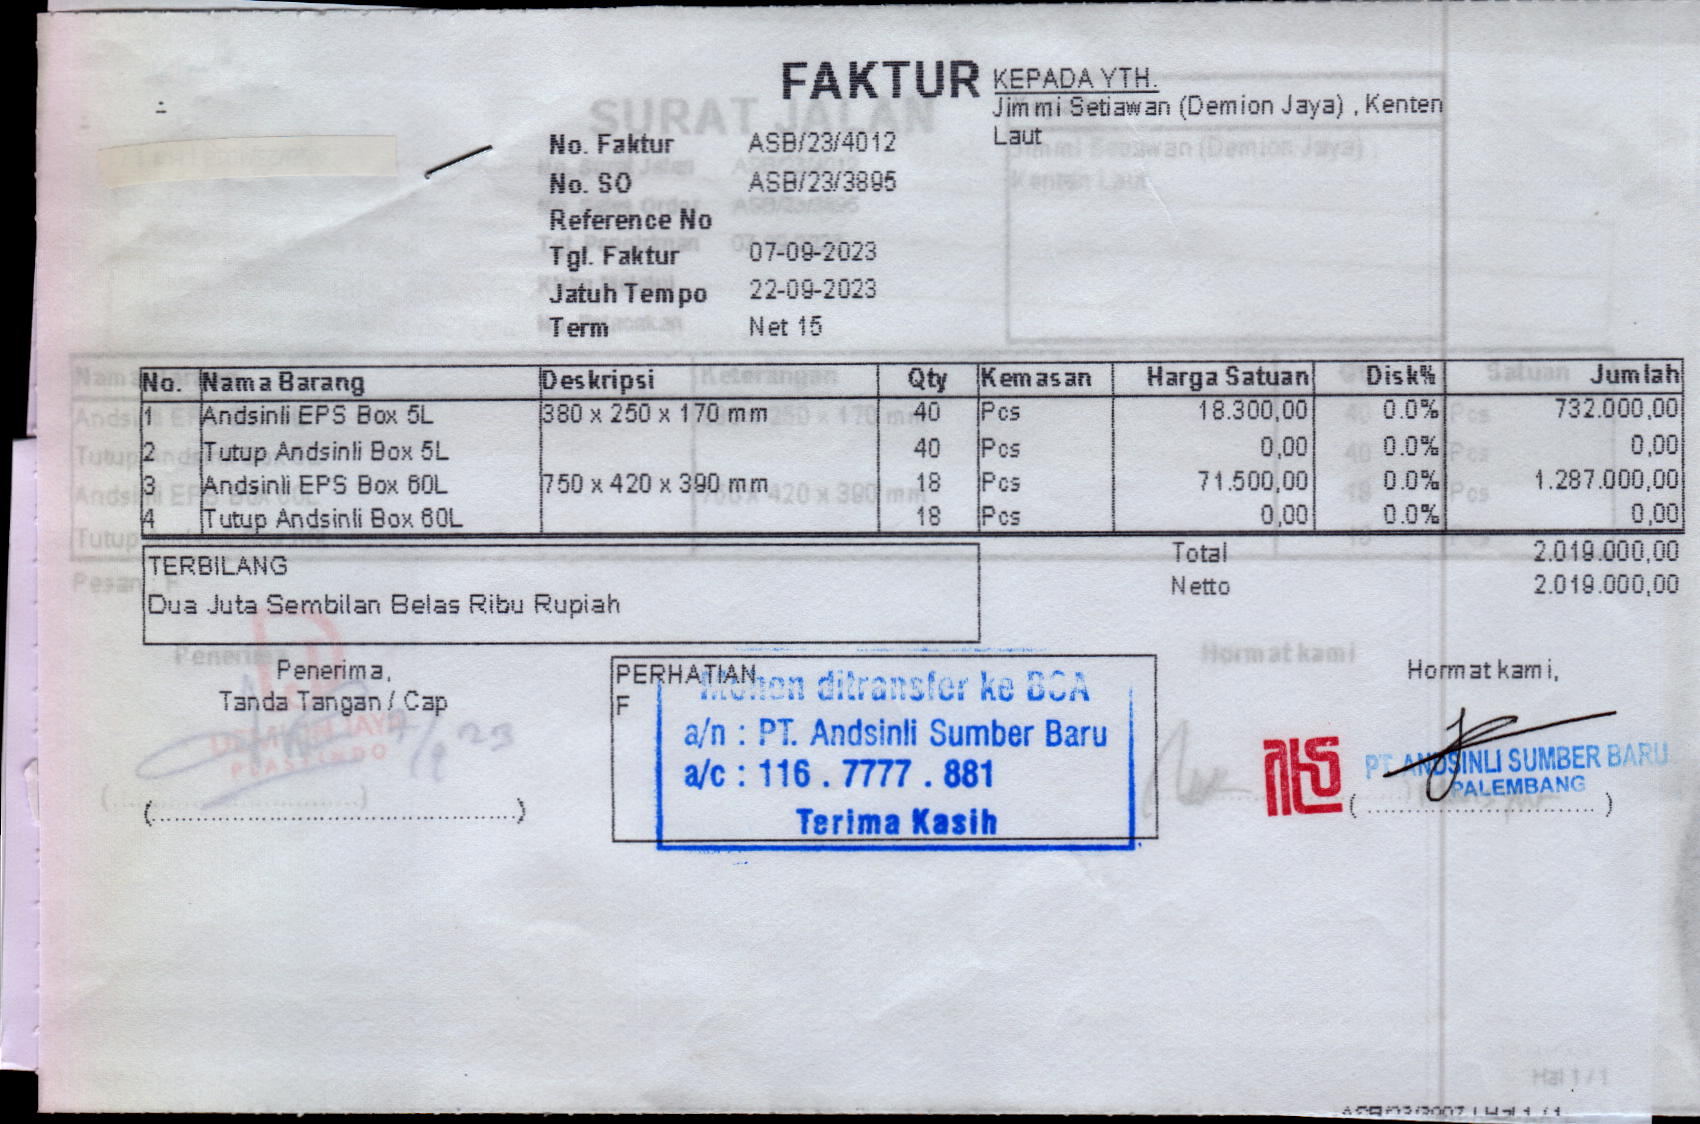 FAKTUR
KEPADA YTH.
Jimmi Setiawan (Demion Jaya) , Kenten
Laut
No. Faktur ASB/23/4012
No. SO ASB/23/3895
Reference No
Tgl. Faktur 07-09-2023
Jatuh Tempo 22-09-2023
Term Net 15
No. Nama Barang Deskripsi Qty Kemasan Harga Satuan Disk% Jumlah
1 Andsinli EPS Box 5L 380 x 250 x 170 mm 40 Pcs 18.300,00 0.0% 732.000,00
2 Tutup Andsinli Box 5L 40 Pcs 0,00 0.0% 0,00
3 Andsinli EPS Box 60L 750 x 420 x 390 mm 18 Pcs 71.500,00 0.0% 1.287.000,00
4 Tutup Andsinli Box 60L 18 Pcs 0,00 0.0% 0,00
Total 2.019.000,00
Netto 2.019.000,00
TERBILANG
Dua Juta Sembilan Belas Ribu Rupiah
Penerima,
Tanda Tangan / Cap
(..................................................)
PERHATIAN
F
Mohon ditransfer ke BCA
a/n : PT. Andsinli Sumber Baru
a/c : 116 . 7777 . 881
Terima Kasih
Hormat kami,
PT ANDSINLI SUMBER BARU
PALEMBANG
(..............................)
Hal 1 / 1